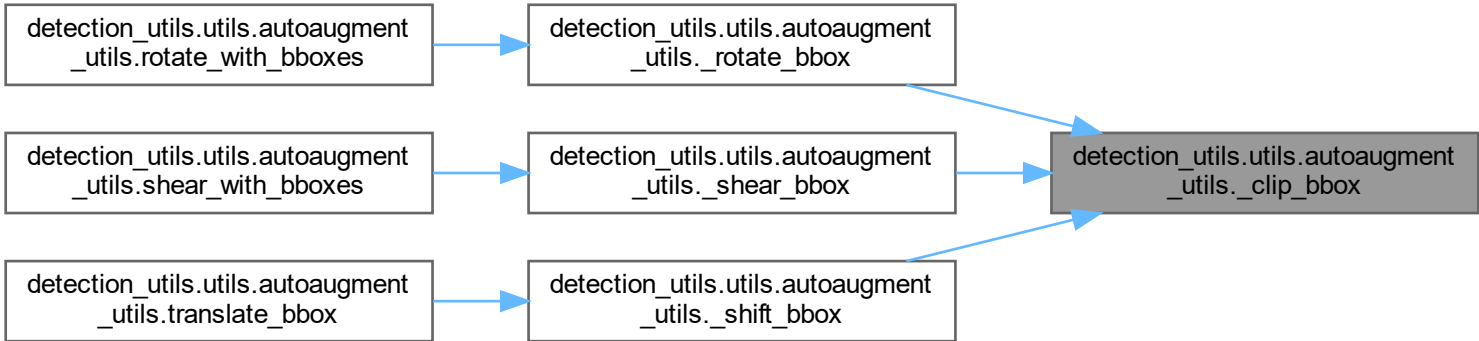 detection_utils.utils.autoaugment
_utils.rotate_with_bboxes
detection_utils.utils.autoaugment
_utils._rotate_bbox
detection_utils.utils.autoaugment
_utils.shear_with_bboxes
detection_utils.utils.autoaugment
_utils._shear_bbox
detection_utils.utils.autoaugment
_utils._clip_bbox
detection_utils.utils.autoaugment
_utils.translate_bbox
detection_utils.utils.autoaugment
_utils._shift_bbox